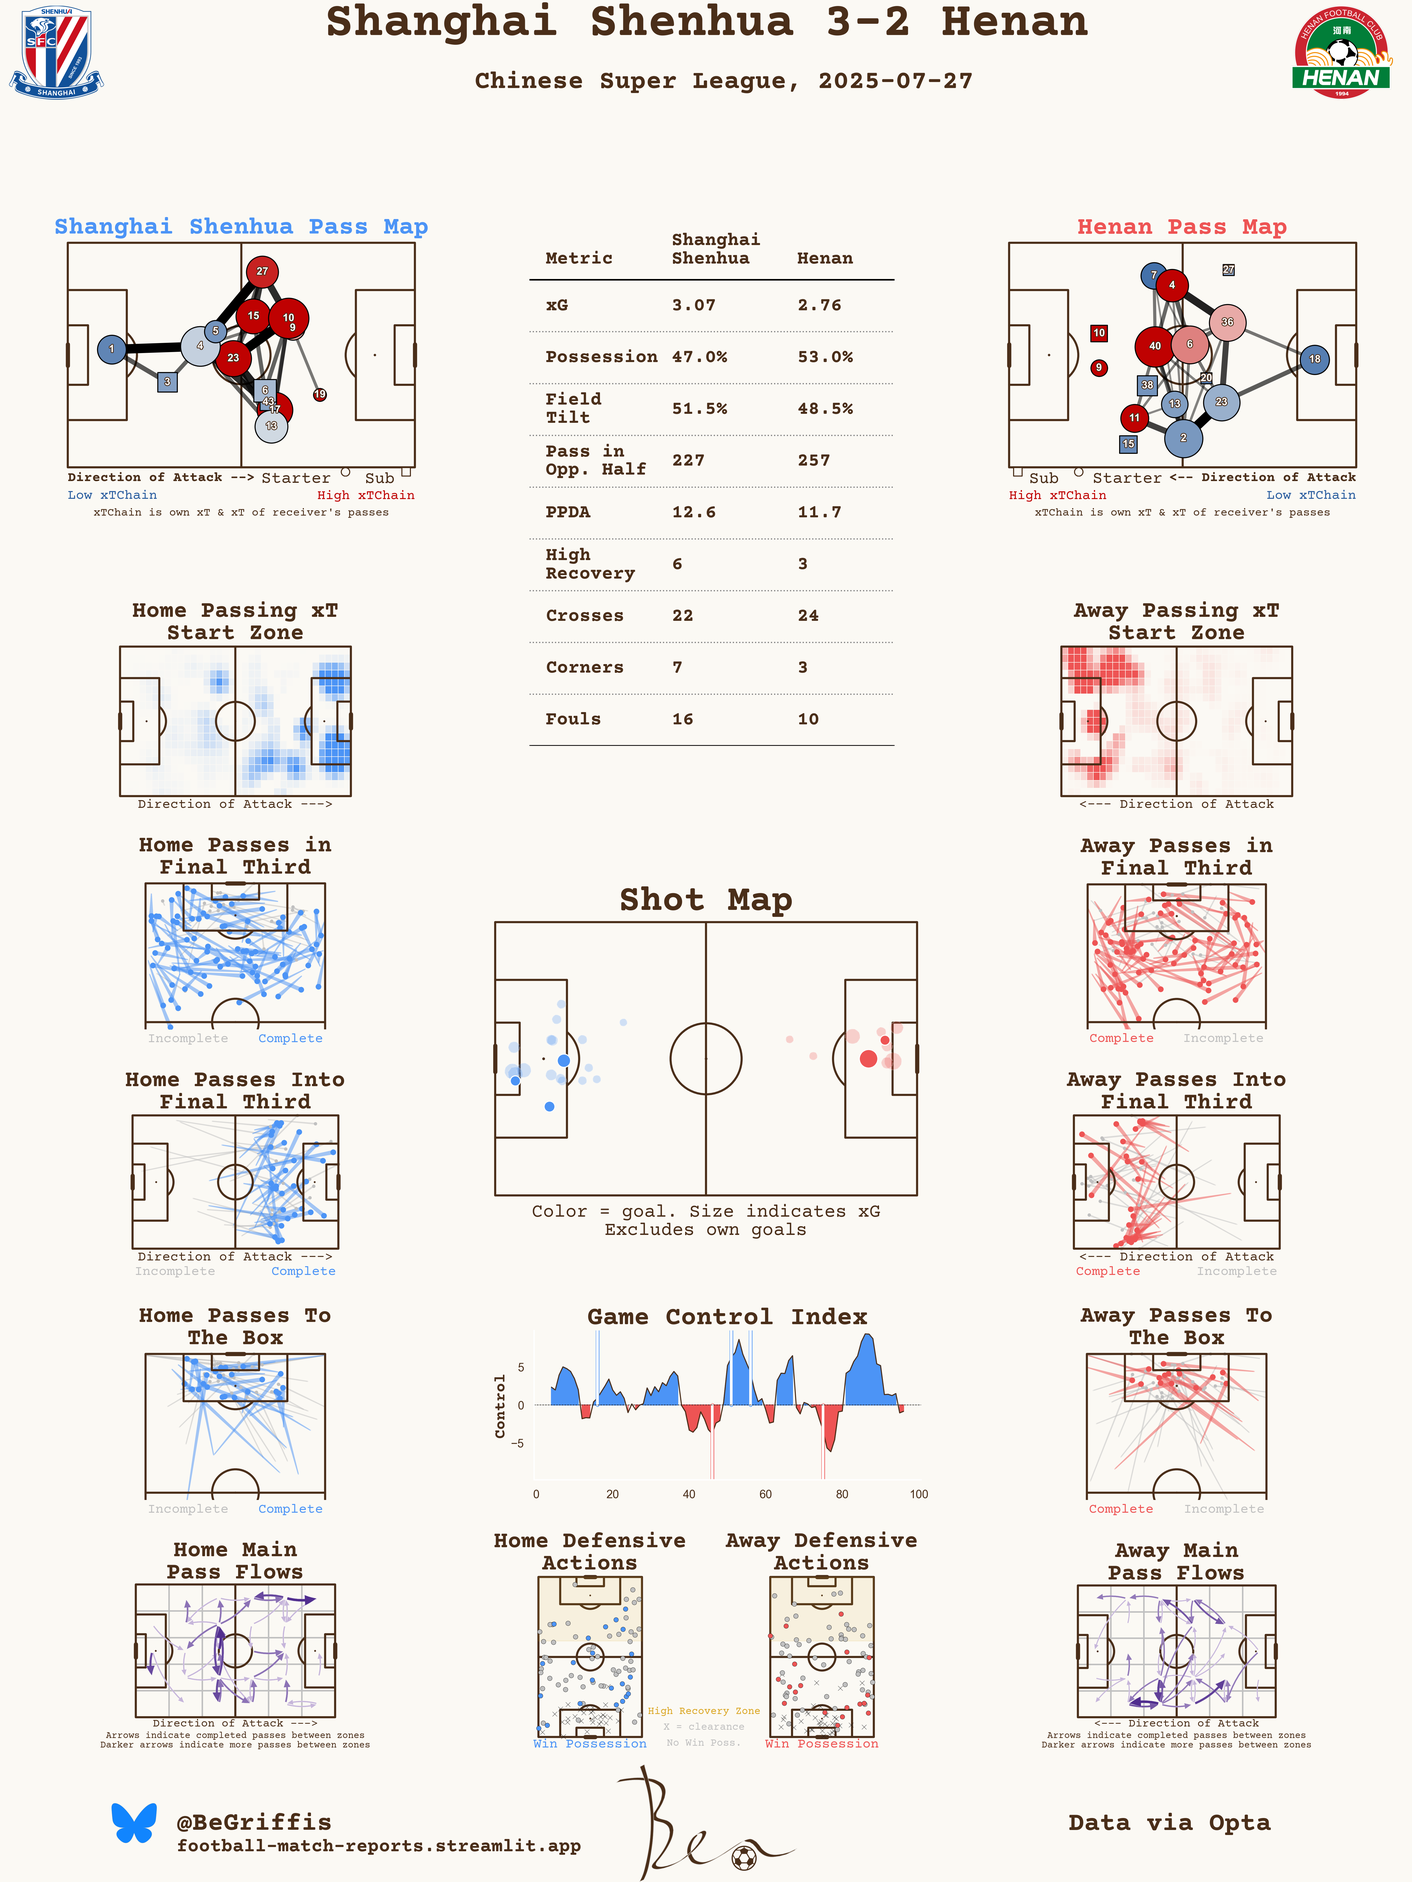 Shanghai Shenhua 3-2 Henan
Chinese Super League, 2025-07-27
SHENHUA
SFC
SINCE 1993
SHANGHAI
HENAN FOOTBALL CLUB
河南
HENAN
1994
Shanghai Shenhua Pass Map
27
15
10
9
5
4
1
23
3
6
43
17
13
19
Direction of Attack --> Starter Sub
Low xTChain High xTChain
xTChain is own xT & xT of receiver's passes
Metric Shanghai Shenhua Henan
xG 3.07 2.76
Possession 47.0% 53.0%
Field Tilt 51.5% 48.5%
Pass in Opp. Half 227 257
PPDA 12.6 11.7
High Recovery 6 3
Crosses 22 24
Corners 7 3
Fouls 16 10
Henan Pass Map
7
4
27
36
10
40
6
18
9
38
20
13
23
11
2
15
Sub Starter <-- Direction of Attack
High xTChain Low xTChain
xTChain is own xT & xT of receiver's passes
Home Passing xT
Start Zone
Direction of Attack --->
Away Passing xT
Start Zone
<--- Direction of Attack
Home Passes in
Final Third
Incomplete Complete
Away Passes in
Final Third
Complete Incomplete
Shot Map
Color = goal. Size indicates xG
Excludes own goals
Home Passes Into
Final Third
Direction of Attack --->
Incomplete Complete
Away Passes Into
Final Third
<--- Direction of Attack
Complete Incomplete
Home Passes To
The Box
Incomplete Complete
Game Control Index
Control
5
0
−5
0 20 40 60 80 100
Away Passes To
The Box
Complete Incomplete
Home Main
Pass Flows
Direction of Attack --->
Arrows indicate completed passes between zones
Darker arrows indicate more passes between zones
Home Defensive
Actions
Win Possession
High Recovery Zone
X = clearance
No Win Poss.
Away Defensive
Actions
Win Possession
Away Main
Pass Flows
<--- Direction of Attack
Arrows indicate completed passes between zones
Darker arrows indicate more passes between zones
@BeGriffis
football-match-reports.streamlit.app
Ben
Data via Opta